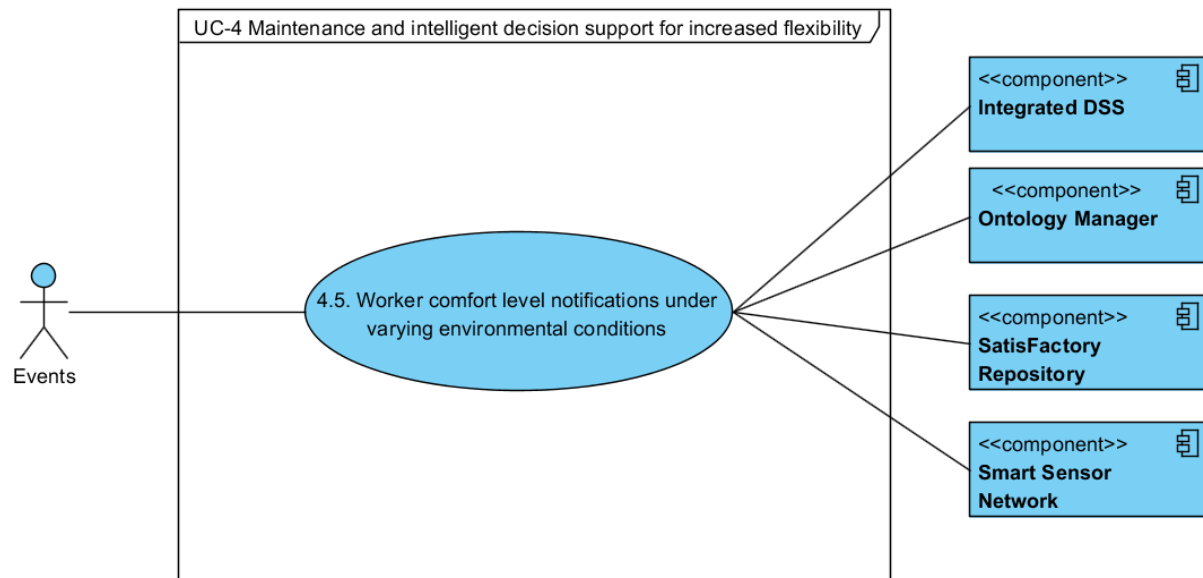 UC-4 Maintenance and intelligent decision support for increased flexibility
<<component>>
Integrated DSS
<<component>>
Ontology Manager
4.5. Worker comfort level notifications under
varying environmental conditions
<<component>>
SatisFactory
Repository
Events
<<component>>
Smart Sensor
Network